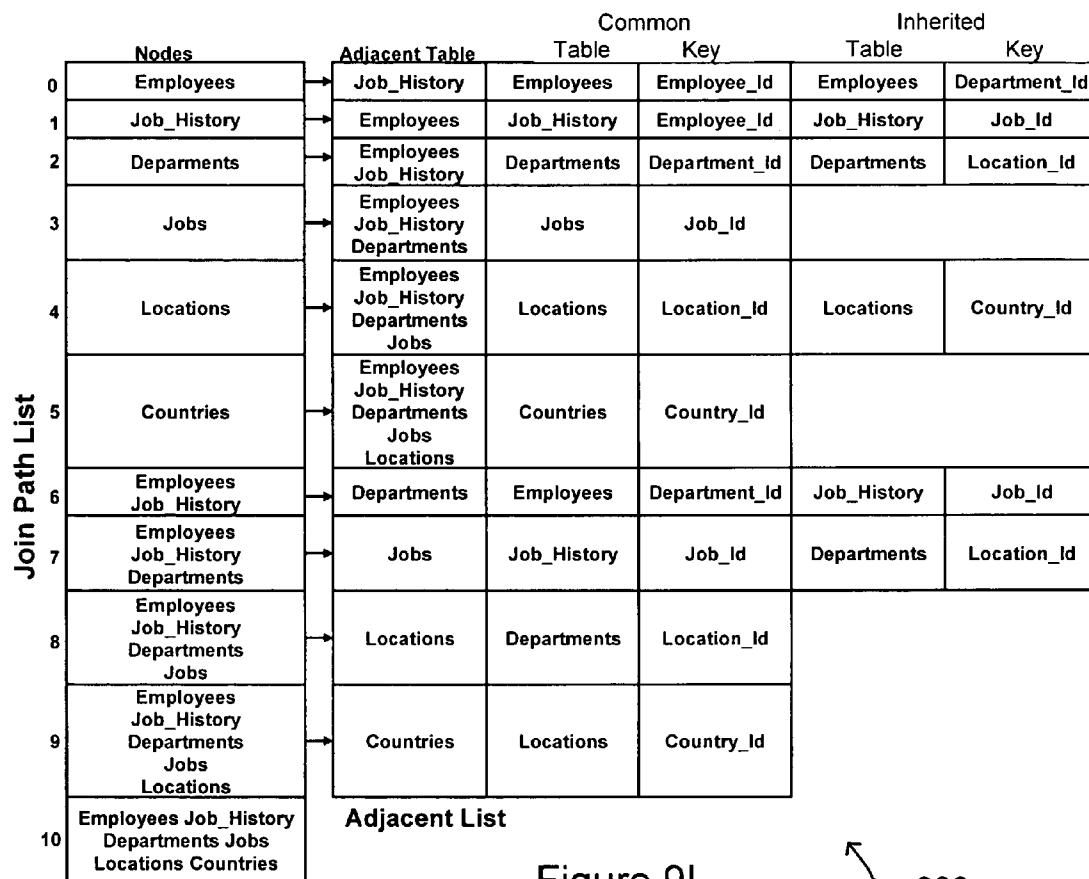 Common Inherited
Nodes Adjacent Table Table Key Table Key
0 Employees Job_History Employees Employee_Id Employees Department_Id
1 Job_History Employees Job_History Employee_Id Job_History Job_Id
2 Deparments Employees Job_History Departments Department_Id Departments Location_Id
3 Jobs Employees Job_History Departments Jobs Job_Id
4 Locations Employees Job_History Departments Jobs Locations Location_Id Locations Country_Id
5 Countries Employees Job_History Departments Jobs Locations Countries Country_Id
6 Employees Job_History Departments Employees Department_Id Job_History Job_Id
7 Employees Job_History Departments Jobs Job_History Job_Id Departments Location_Id
8 Employees Job_History Departments Jobs Locations Departments Location_Id
9 Employees Job_History Departments Jobs Locations Countries Locations Country_Id
10 Employees Job_History Departments Jobs Locations Countries
Join Path List
Adjacent List